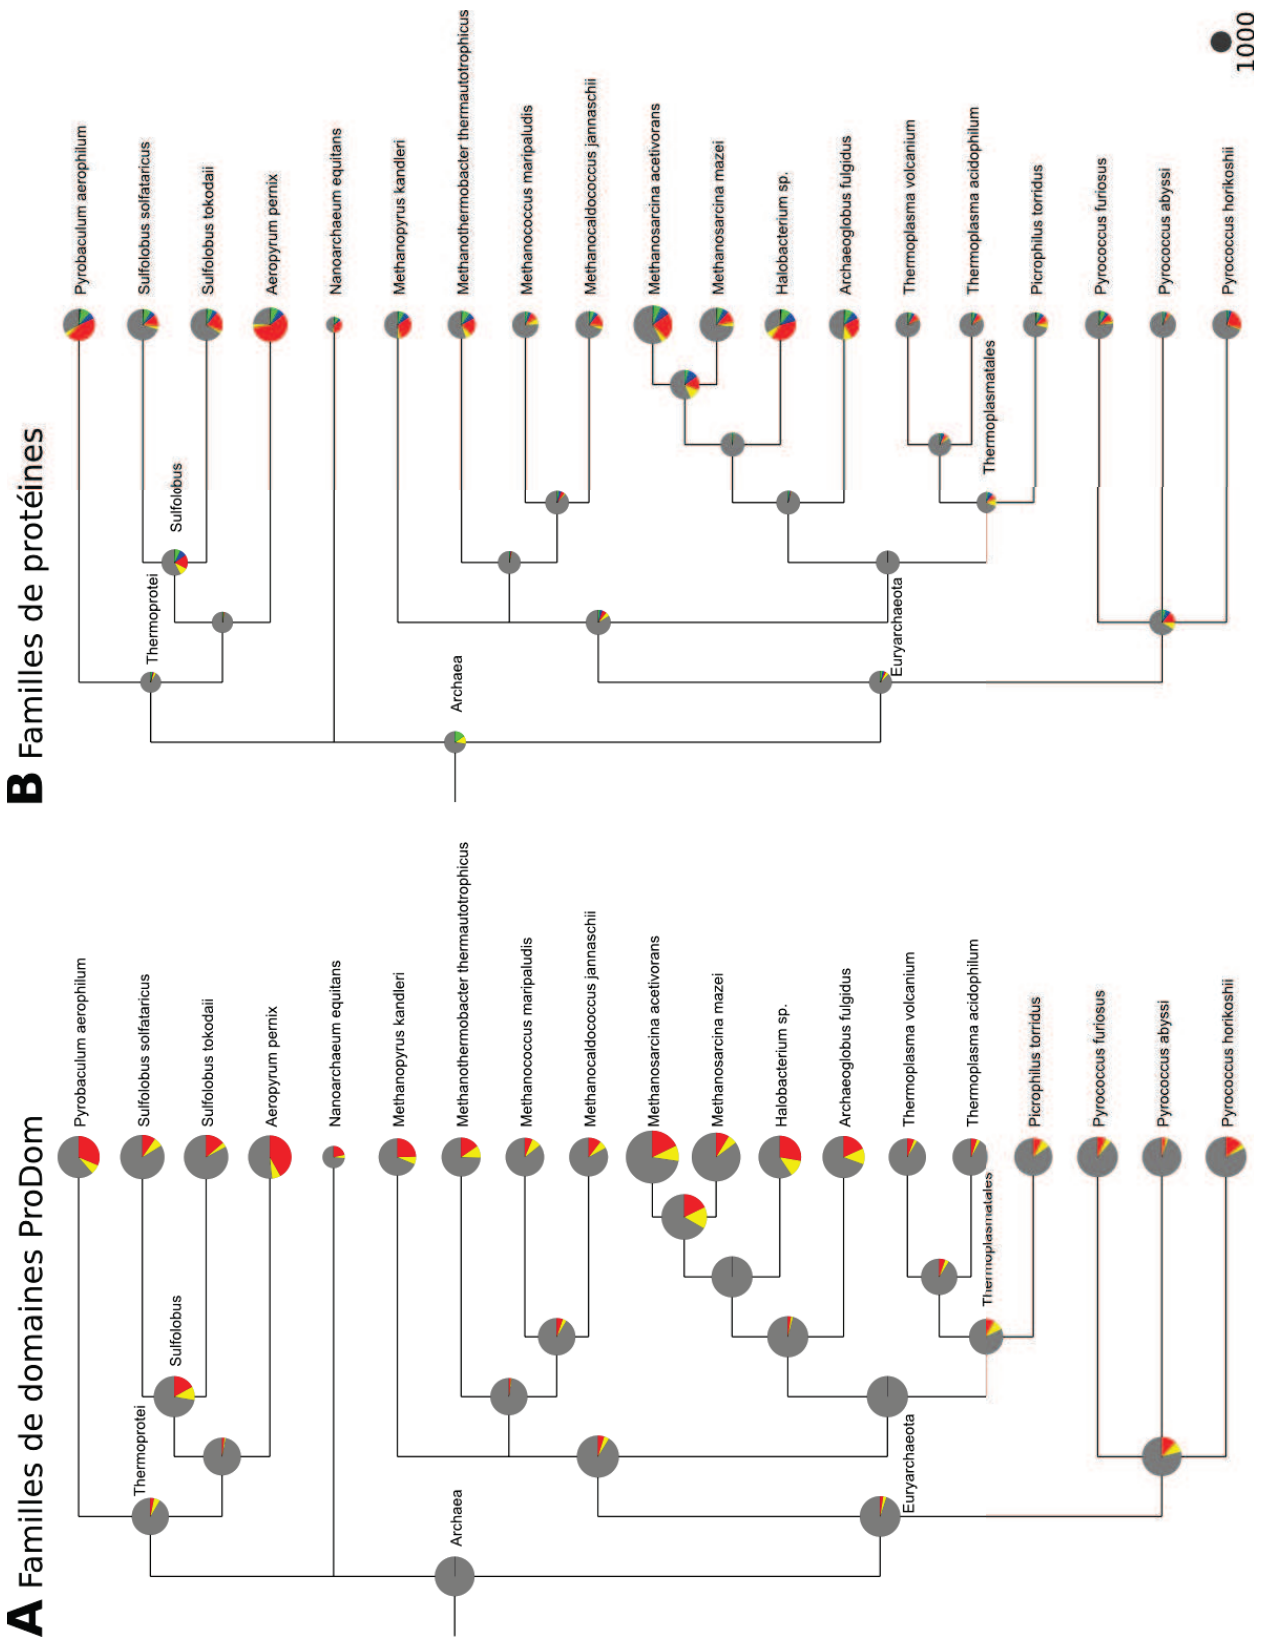 A Familles de domaines ProDom
Pyrobaculum aerophilum
Sulfolobus solfataricus
Sulfolobus tokodaii
Aeropyrum pernix
Nanoarchaeum equitans
Methanopyrus kandleri
Methanothermobacter thermautotrophicus
Methanococcus maripaludis
Methanocaldococcus jannaschii
Methanosarcina acetivorans
Methanosarcina mazei
Halobacterium sp.
Archaeoglobus fulgidus
Thermoplasma volcanium
Thermoplasma acidophilum
Picrophilus torridus
Pyrococcus furiosus
Pyrococcus abyssi
Pyrococcus horikoshii
Sulfolobus
Thermoprotei
Archaea
Euryarchaeota
Thermoplasmatales
B Familles de protéines
Pyrobaculum aerophilum
Sulfolobus solfataricus
Sulfolobus tokodaii
Aeropyrum pernix
Nanoarchaeum equitans
Methanopyrus kandleri
Methanothermobacter thermautotrophicus
Methanococcus maripaludis
Methanocaldococcus jannaschii
Methanosarcina acetivorans
Methanosarcina mazei
Halobacterium sp.
Archaeoglobus fulgidus
Thermoplasma volcanium
Thermoplasma acidophilum
Picrophilus torridus
Pyrococcus furiosus
Pyrococcus abyssi
Pyrococcus horikoshii
Sulfolobus
Thermoprotei
Archaea
Euryarchaeota
Thermoplasmatales
1000